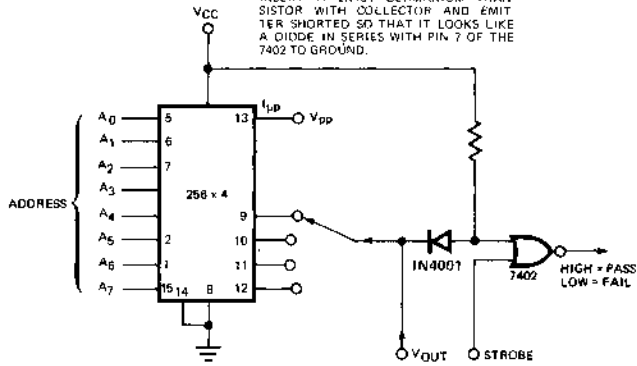 SISTOR WITH COLLECTOR AND EMIT
TER SHORTED SO THAT IT LOOKS LIKE
A DIODE IN SERIES WITH PIN 7 OF THE
7402 TO GROUND.
VCC
Ipp
A0 5 13 Vpp
A1 6
A2 7
A3
256 x 4
ADDRESS
A4 9
A5 2 10
A6 1 11
A7 15 14 8 12
IN4001
7402
HIGH = PASS
LOW = FAIL
VOUT
STROBE